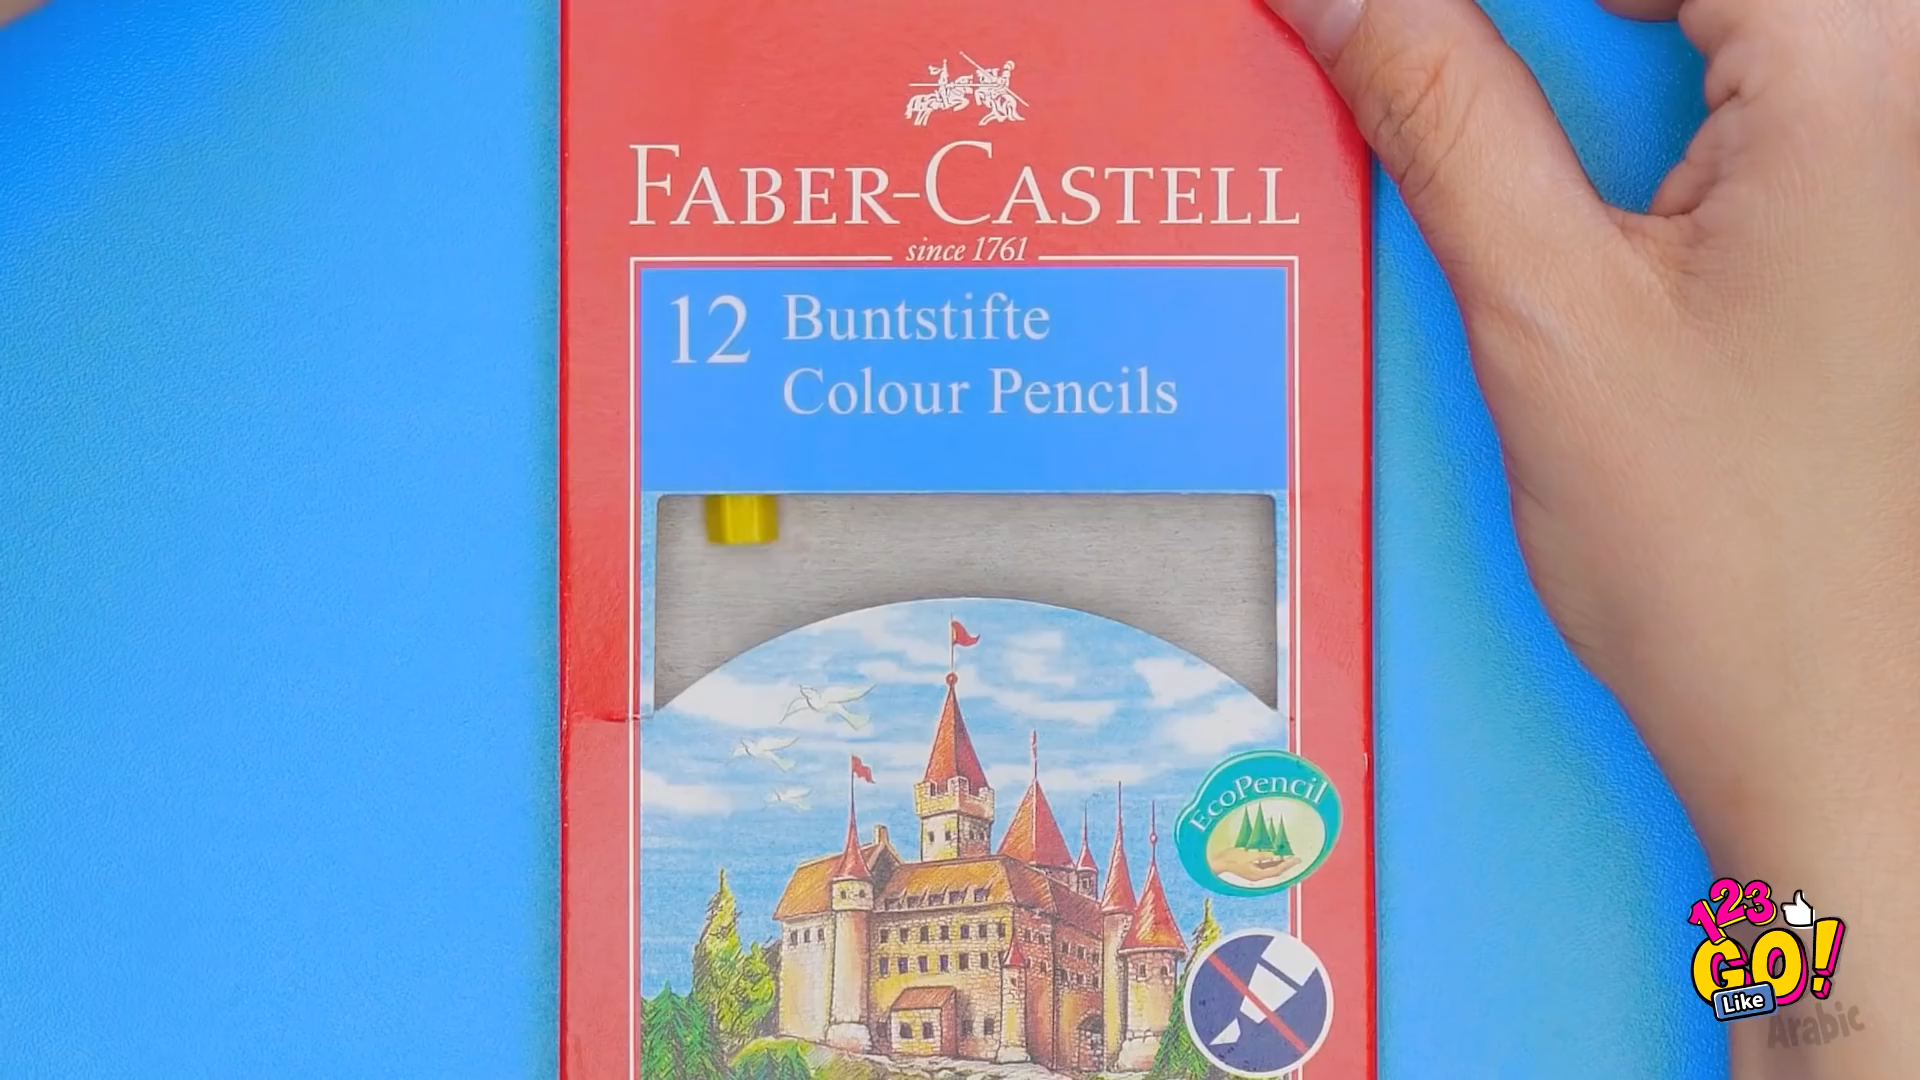 FABER-CASTELL
since 1761
12 Buntstifte
Colour Pencils
EcoPencil
123
GO!
Like
Arabic